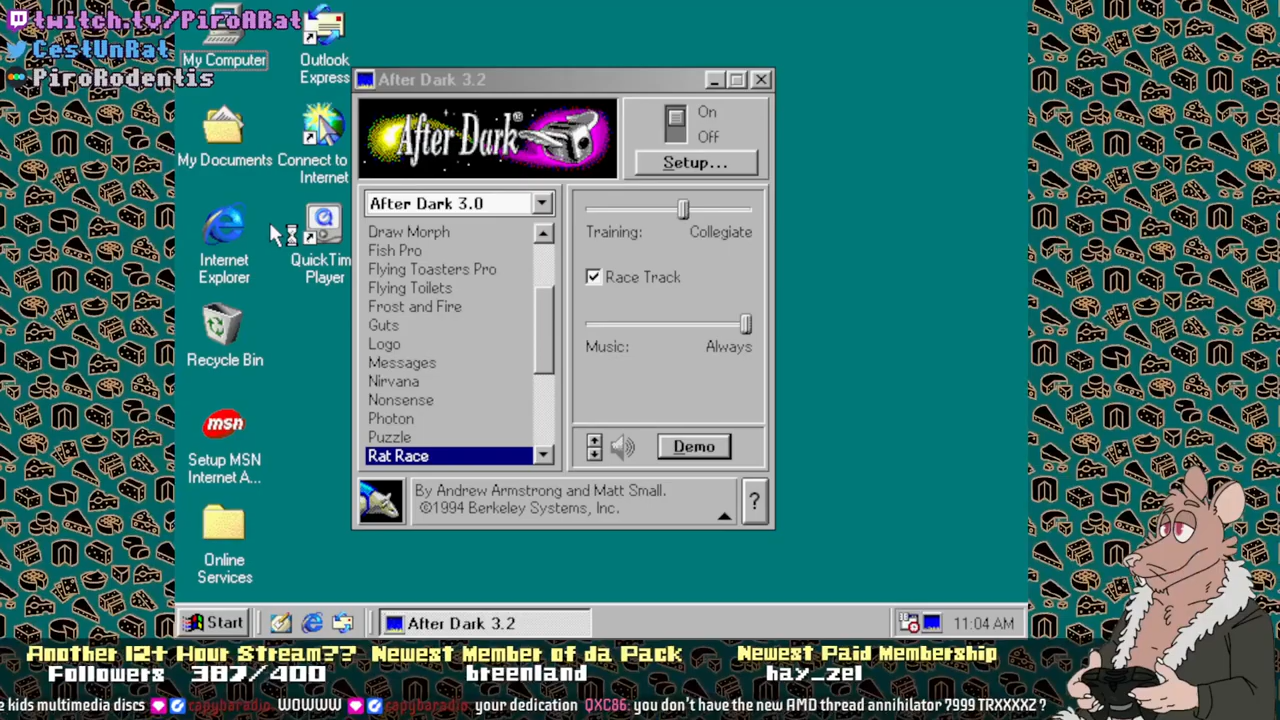 twitch.tv/PiroARat
CestUnRat
PiroRodentis
My Computer
Outlook
Express
My Documents
Connect to
Internet
Internet
Explorer
QuickTim
Player
Recycle Bin
msn
Setup MSN
Internet A...
Online
Services
After Dark 3.2
After Dark®
On
Off
Setup...
After Dark 3.0
Draw Morph
Fish Pro
Flying Toasters Pro
Flying Toilets
Frost and Fire
Guts
Logo
Messages
Nirvana
Nonsense
Photon
Puzzle
Rat Race
Training: Collegiate
Race Track
Music: Always
Demo
By Andrew Armstrong and Matt Small.
©1994 Berkeley Systems, Inc.
?
Start
After Dark 3.2
11:04 AM
Another 12+ Hour Stream??
Followers 387/400
Newest Member of da Pack
breenland
Newest Paid Membership
hay_zel
e kids multimedia discs capybaradio. WOWWW capybaradio. your dedication QXC86: you don't have the new AMD thread annihilator 7999 TRXXXXZ ?